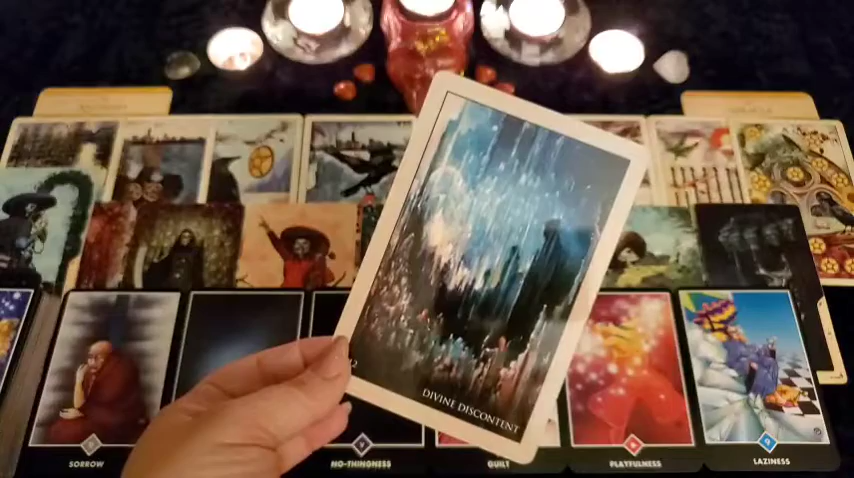 DIVINE DISCONTENT
SORROW
NO-THINGNESS
GUILT
PLAYFULNESS
LAZINESS